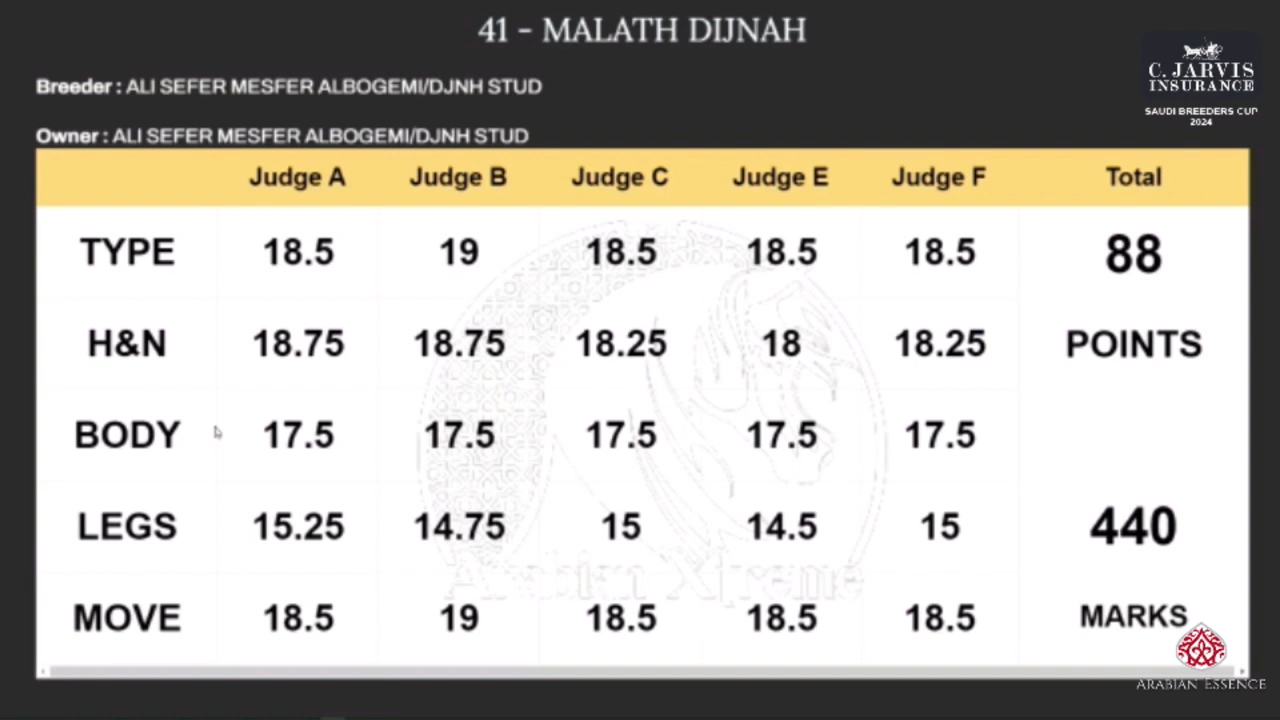 41 - MALATH DIJNAH
C. JARVIS
INSURANCE
SAUDI BREEDERS CUP
2024
Breeder : ALI SEFER MESFER ALBOGEMI/DJNH STUD
Owner : ALI SEFER MESFER ALBOGEMI/DJNH STUD
Judge A Judge B Judge C Judge E Judge F Total
TYPE 18.5 19 18.5 18.5 18.5 88
H&N 18.75 18.75 18.25 18 18.25 POINTS
BODY 17.5 17.5 17.5 17.5 17.5
LEGS 15.25 14.75 15 14.5 15 440
Arabian Xtreme
MOVE 18.5 19 18.5 18.5 18.5 MARKS
ARABIAN ESSENCE